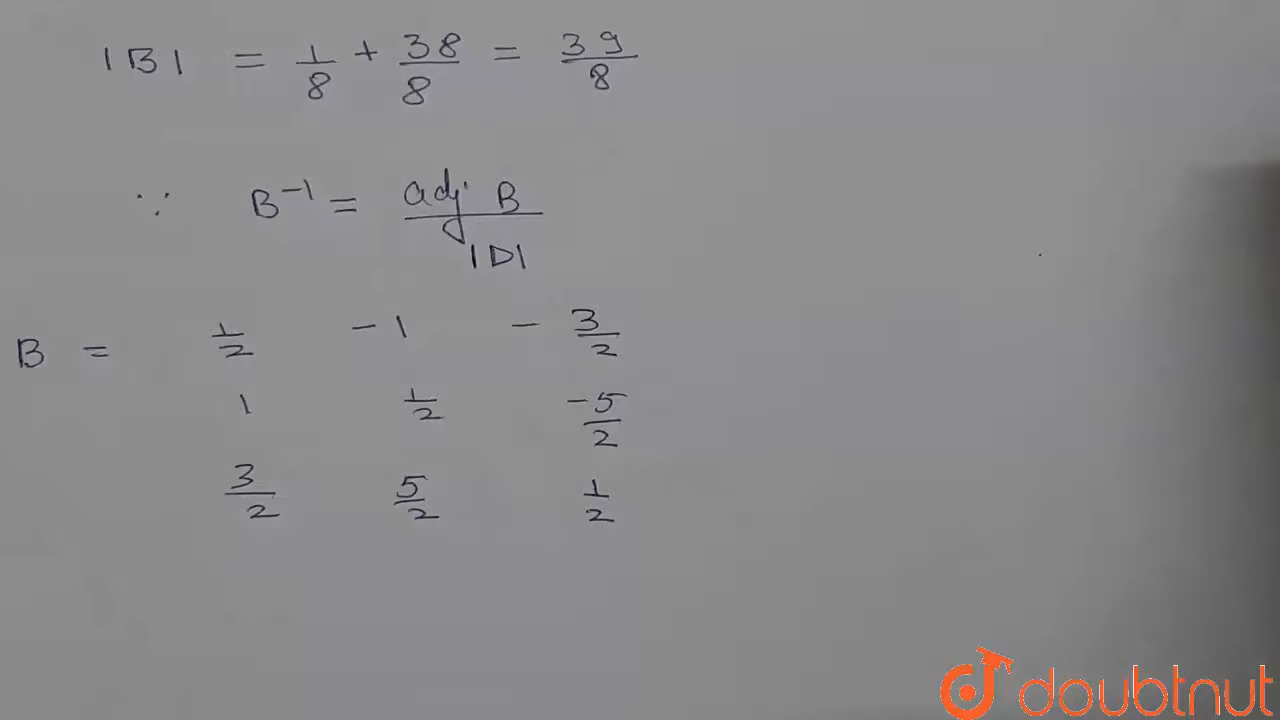 |B| = 1/8 + 38/8 = 39/8
∵ B⁻¹ = adj B / |D|
B = 1/2 -1 -3/2
1 1/2 -5/2
3/2 5/2 1/2
doubtnut